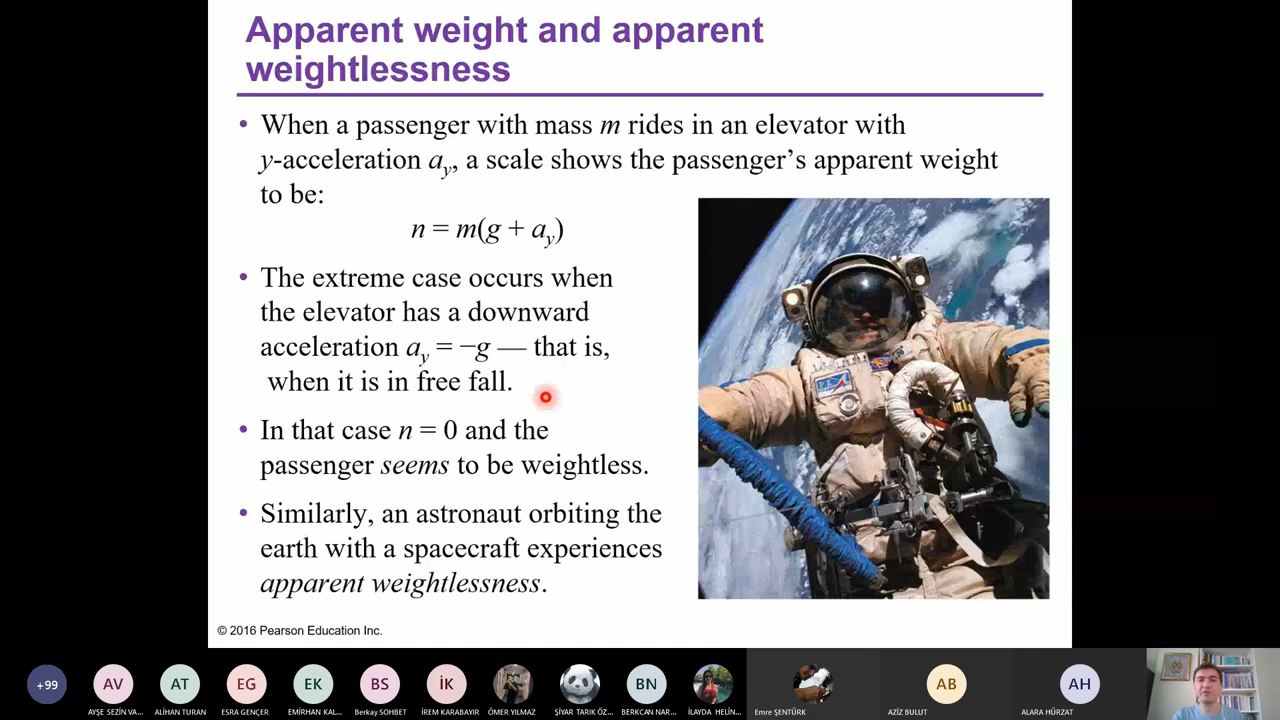 Apparent weight and apparent
weightlessness
• When a passenger with mass m rides in an elevator with
y-acceleration ay, a scale shows the passenger’s apparent weight
to be:
n = m(g + ay)
• The extreme case occurs when
the elevator has a downward
acceleration ay = −g — that is,
when it is in free fall.
• In that case n = 0 and the
passenger seems to be weightless.
• Similarly, an astronaut orbiting the
earth with a spacecraft experiences
apparent weightlessness.
© 2016 Pearson Education Inc.
+99 AV AT EG EK BS İK BN AB AH
AYŞE SEZİN VA... ALİHAN TURAN ESRA GENÇER EMİRHAN KAL... Berkay SOHBET İREM KARABAYIR ÖMER YILMAZ ŞİYAR TARIK ÖZ... BERKCAN NAR... İLAYDA HELİN... Emre ŞENTÜRK AZİZ BULUT ALARA HÜRZAT